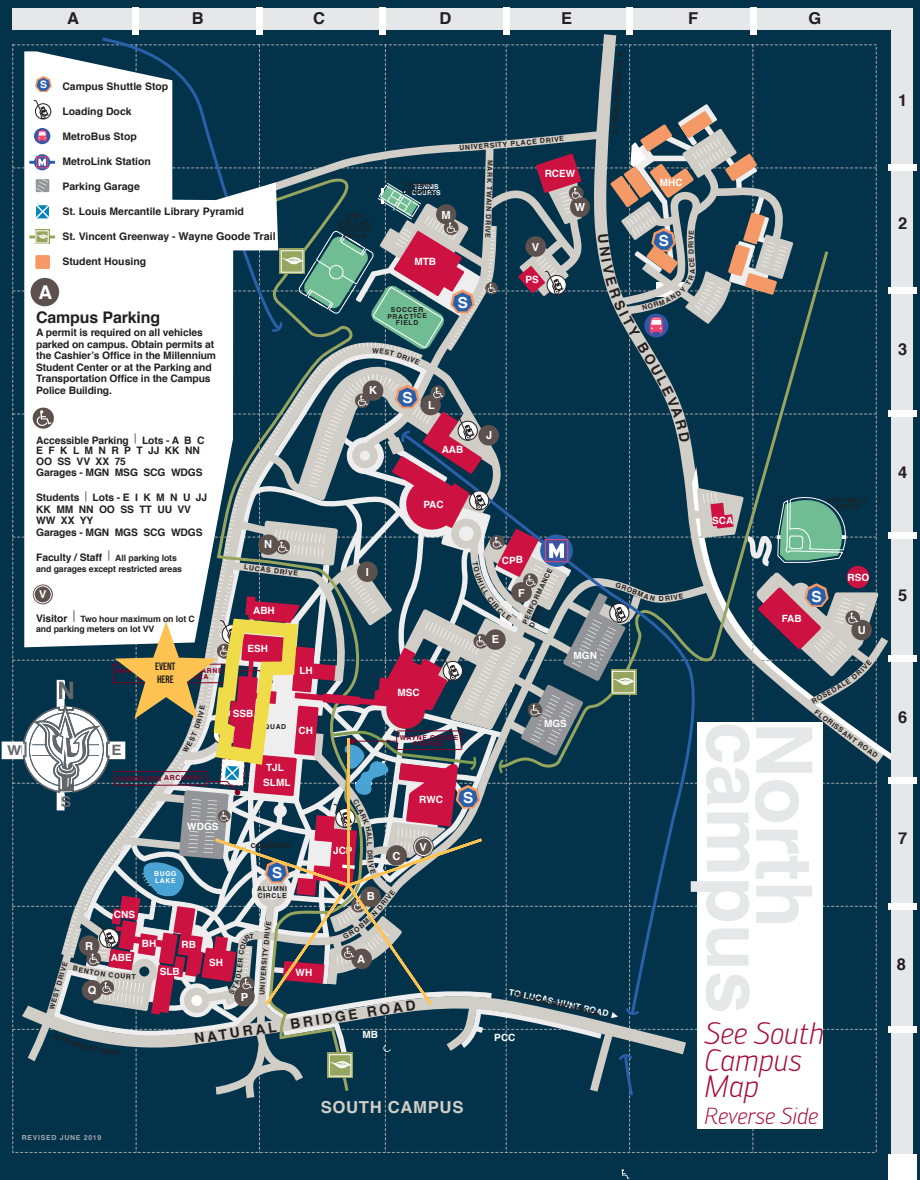 A B C D E F G
1
2
3
4
5
6
7
8
S Campus Shuttle Stop
Loading Dock
MetroBus Stop
M MetroLink Station
Parking Garage
St. Louis Mercantile Library Pyramid
St. Vincent Greenway - Wayne Goode Trail
Student Housing
A
Campus Parking
A permit is required on all vehicles
parked on campus. Obtain permits at
the Cashier's Office in the Millennium
Student Center or at the Parking and
Transportation Office in the Campus
Police Building.
Accessible Parking | Lots - A B C
E F K L M N R P T JJ KK NN
OO SS VV XX 75
Garages - MGN MSG SCG WDGS
Students | Lots - E I K M N U JJ
KK MM NN OO SS TT UU VV
WW XX YY
Garages - MGN MGS SCG WDGS
Faculty / Staff | All parking lots
and garages except restricted areas
V
Visitor | Two hour maximum on lot C
and parking meters on lot VV
EVENT
HERE
N
W E
S
UNIVERSITY PLACE DRIVE
MARK TWAIN DRIVE
TENNIS
COURTS
RCEW
W
M
MTB
V
PS
S
SOCCER
PRACTICE
FIELD
MHC
S
NORMANDY TRACE DRIVE
UNIVERSITY BOULEVARD
WEST DRIVE
K
S
L
J
AAB
PAC
SCA
N
LUCAS DRIVE
I
CPB
M
F
PERFORMANCE
TOUHILL CIRCLE
GROBMAN DRIVE
RSO
S
FAB
U
ROSEDALE DRIVE
FLORISSANT ROAD
ABH
ESH
LH
E
MGN
MSC
MGS
SSB
QUAD
CH
WEST DRIVE
TJL
SLML
RWC
S
WDGS
CLARK HALL DRIVE
JCP
C
V
BUGG
LAKE
S
ALUMNI
CIRCLE
B
GROBMAN DRIVE
CNS
R
BH
RB
ABE
SLB
SH
BENTON COURT
Q
P
UNIVERSITY DRIVE
WH
A
WEST DRIVE
NATURAL BRIDGE ROAD
TO LUCAS-HUNT ROAD
MB
PCC
SOUTH CAMPUS
North
campus
See South
Campus
Map
Reverse Side
REVISED JUNE 2019